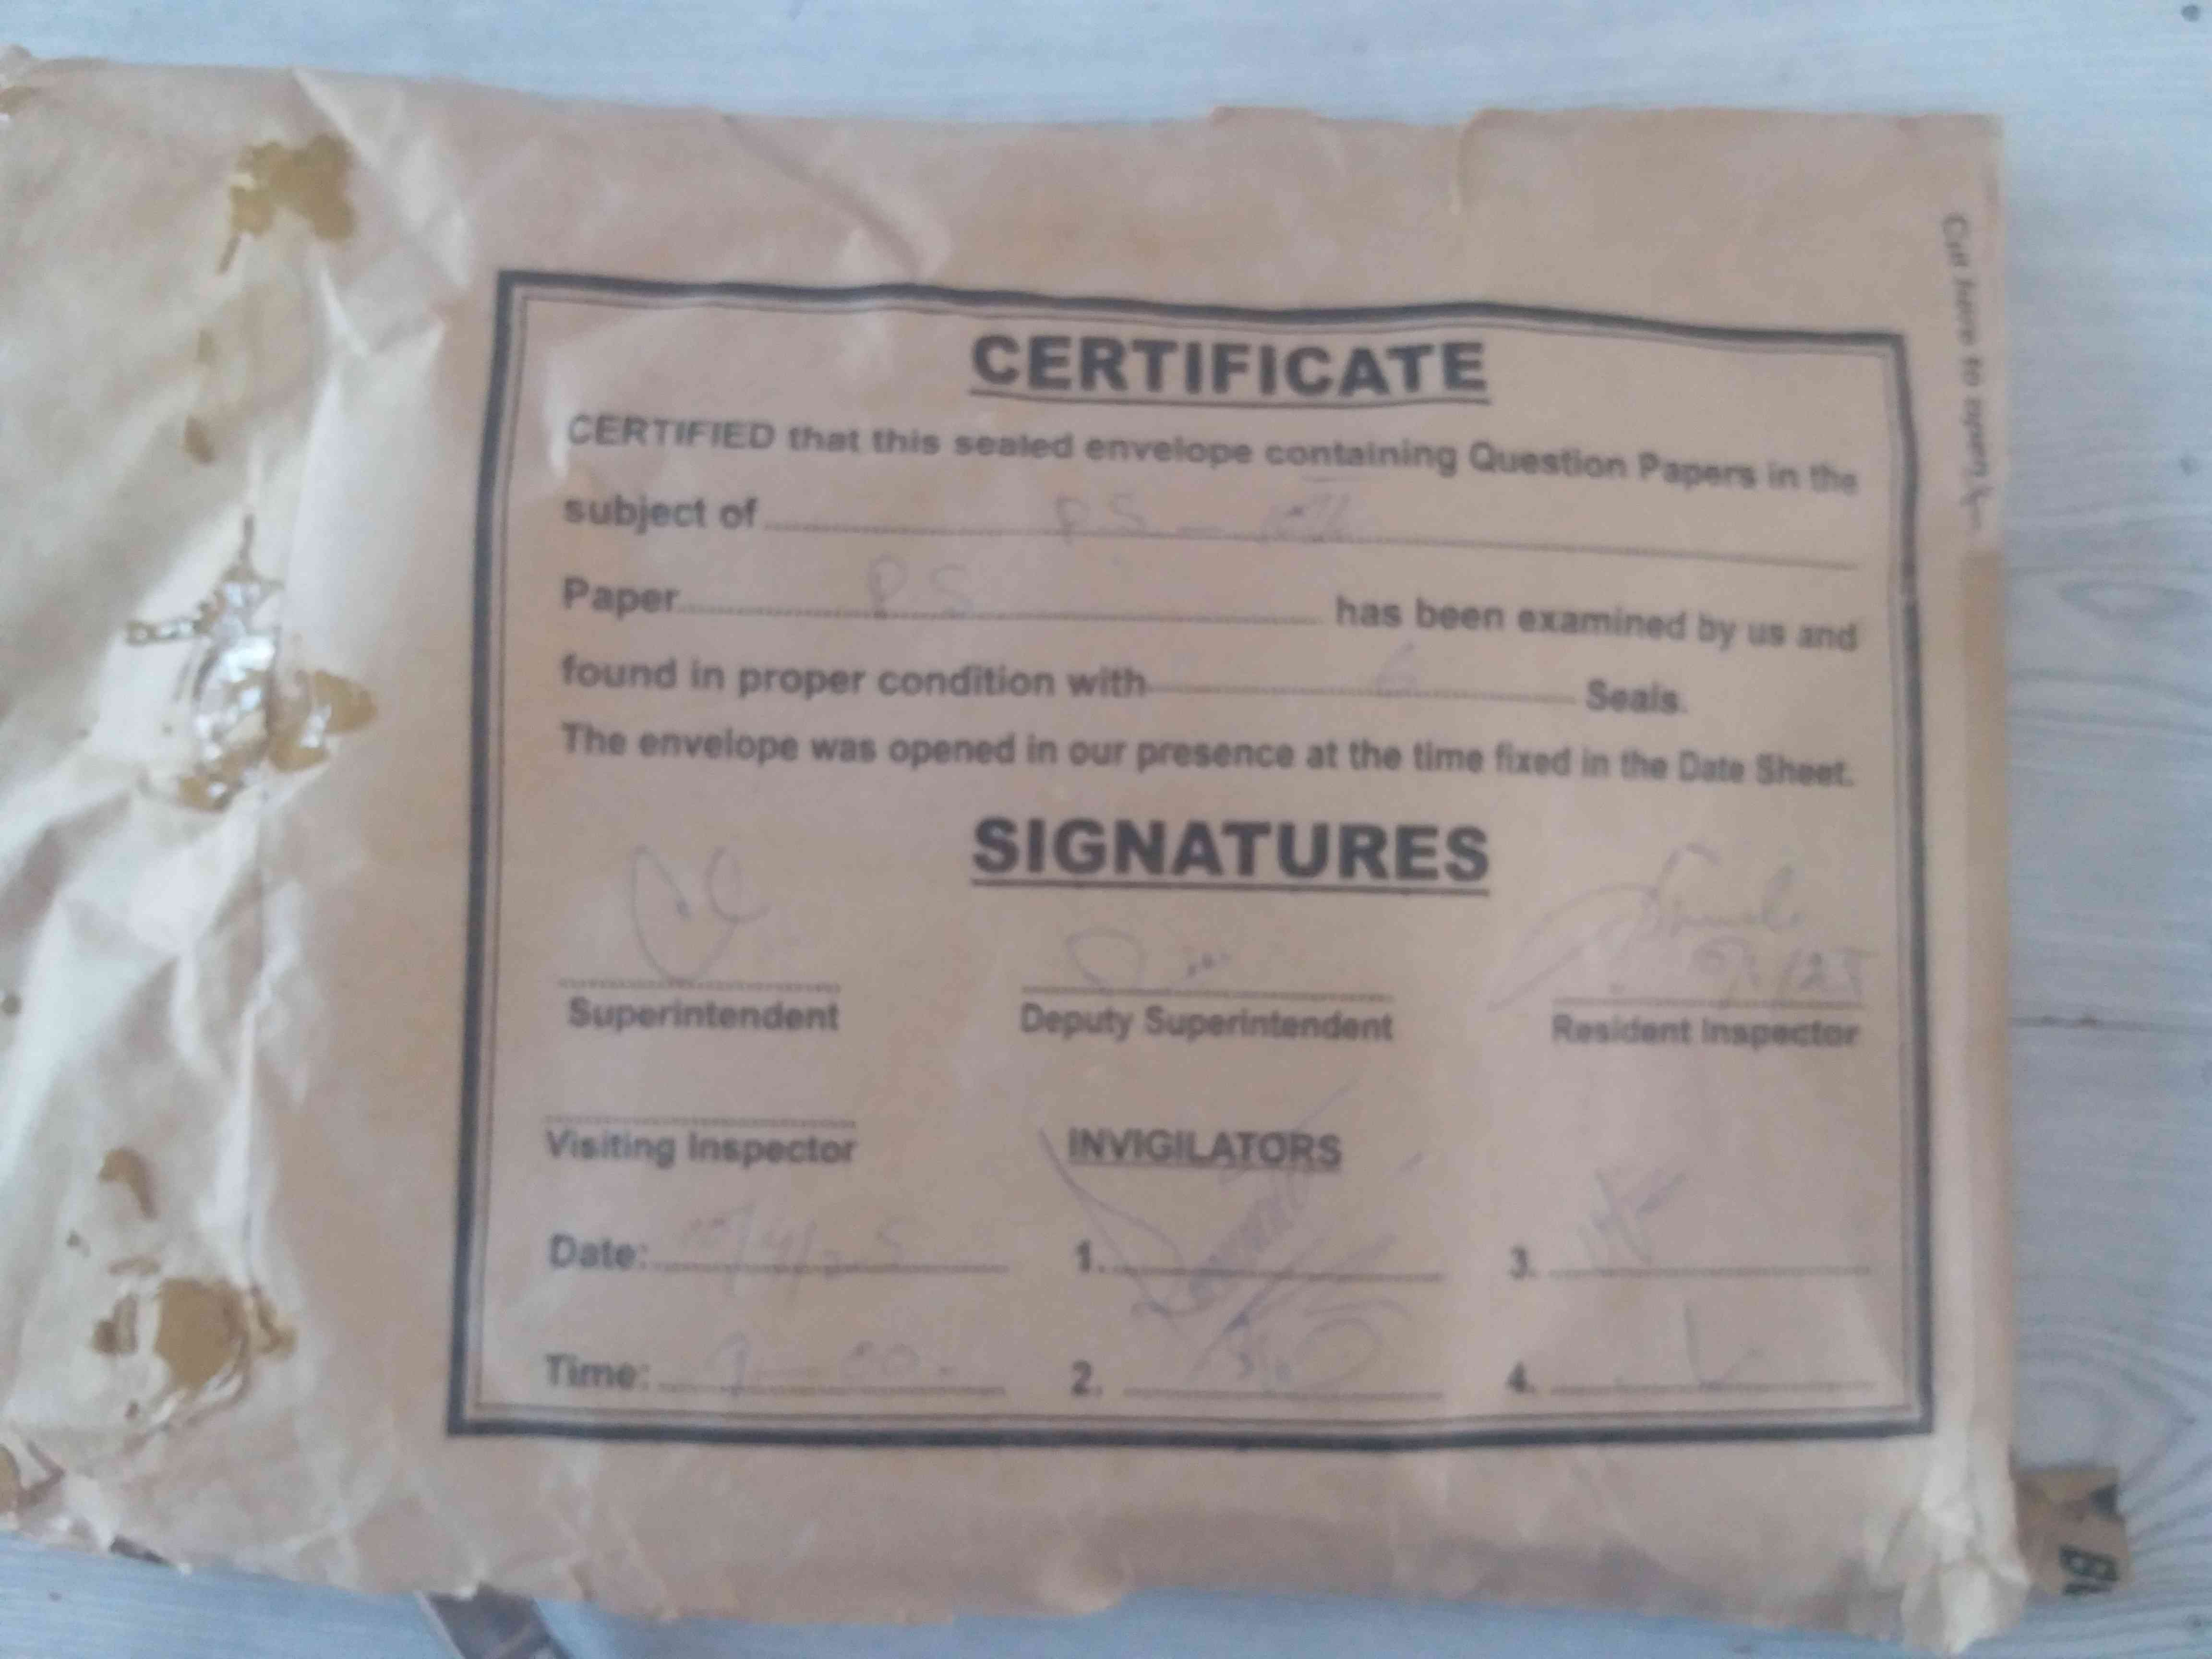 Cut here to open
CERTIFICATE
CERTIFIED that this sealed envelope containing Question Papers in the
subject of P.S -
Paper P S has been examined by us and
found in proper condition with 6 Seals.
The envelope was opened in our presence at the time fixed in the Date Sheet.
SIGNATURES
Superintendent Deputy Superintendent Resident Inspector
Visiting Inspector INVIGILATORS
Date: 1. 3.
Time: 9-00- 2. 4.